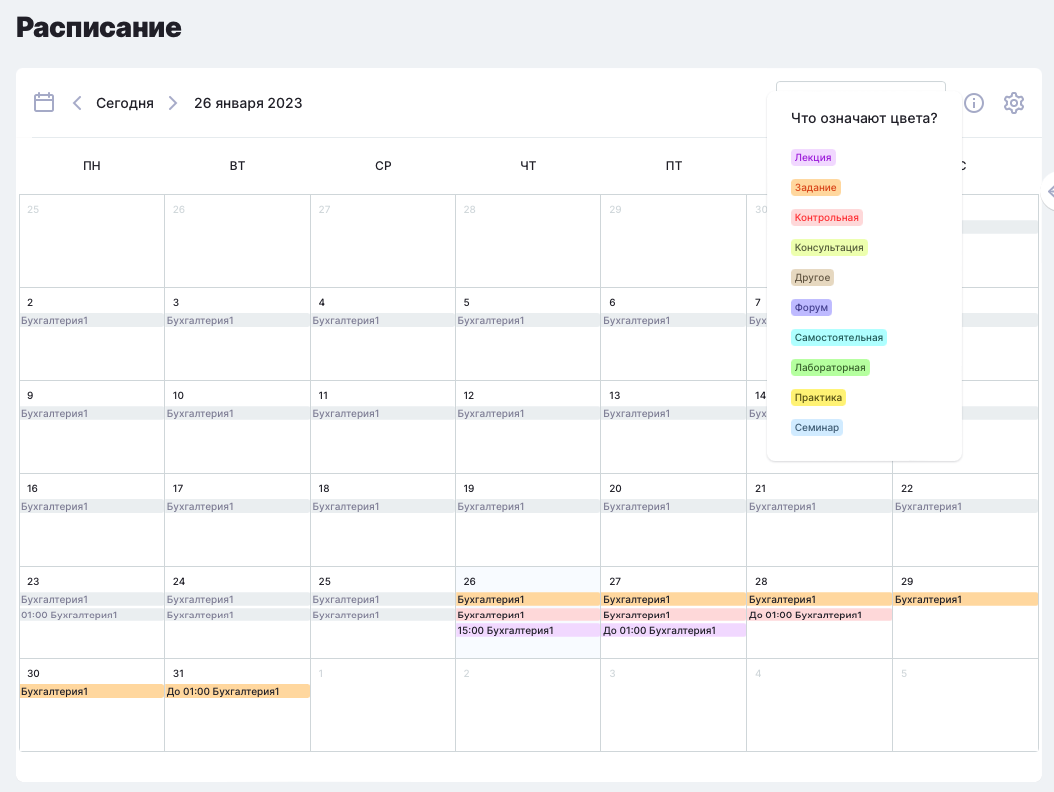 Расписание
Сегодня 26 января 2023
Что означают цвета?
Лекция
Задание
Контрольная
Консультация
Другое
Форум
Самостоятельная
Лабораторная
Практика
Семинар
ПН ВТ СР ЧТ ПТ
25 26 27 28 29 30
2 3 4 5 6 7
Бухгалтерия1 Бухгалтерия1 Бухгалтерия1 Бухгалтерия1 Бухгалтерия1
9 10 11 12 13 14
Бухгалтерия1 Бухгалтерия1 Бухгалтерия1 Бухгалтерия1 Бухгалтерия1
16 17 18 19 20 21 22
Бухгалтерия1 Бухгалтерия1 Бухгалтерия1 Бухгалтерия1 Бухгалтерия1 Бухгалтерия1 Бухгалтерия1
23 24 25 26 27 28 29
Бухгалтерия1 Бухгалтерия1 Бухгалтерия1 Бухгалтерия1 Бухгалтерия1 Бухгалтерия1 Бухгалтерия1
01:00 Бухгалтерия1 Бухгалтерия1 Бухгалтерия1 Бухгалтерия1 Бухгалтерия1 До 01:00 Бухгалтерия1
15:00 Бухгалтерия1 До 01:00 Бухгалтерия1
30 31 1 2 3 4 5
Бухгалтерия1 До 01:00 Бухгалтерия1